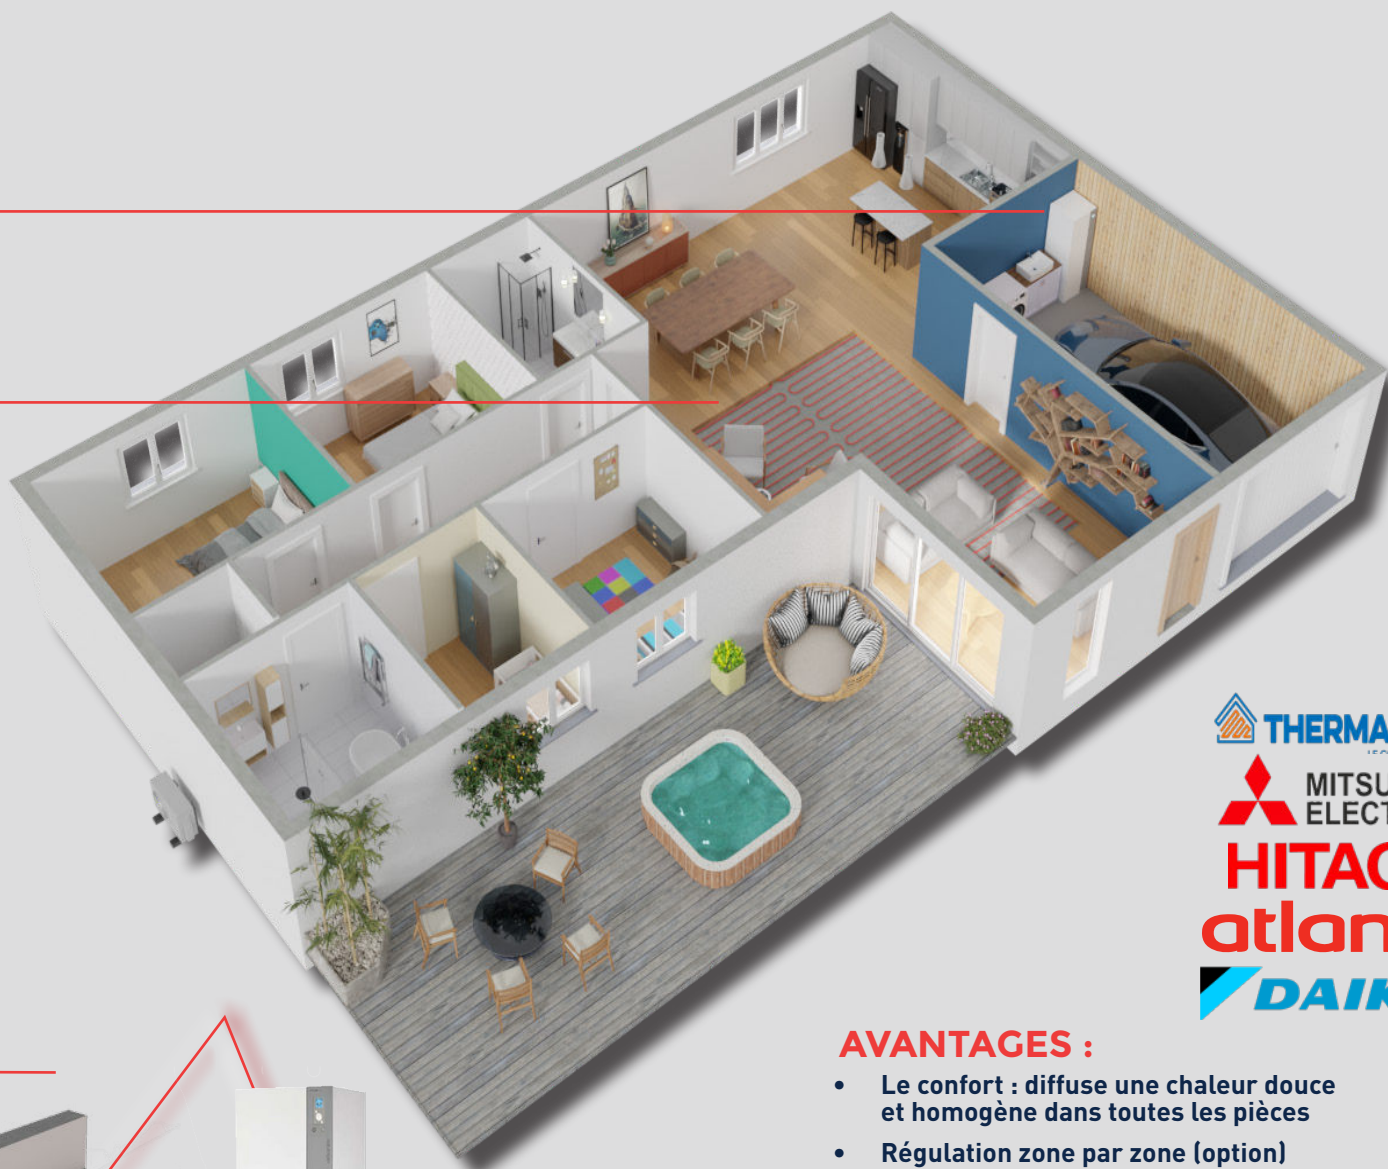 THERMA
MITSU
ELECT
HITAC
atlan
DAIK
AVANTAGES :
• Le confort : diffuse une chaleur douce
et homogène dans toutes les pièces
• Régulation zone par zone (option)